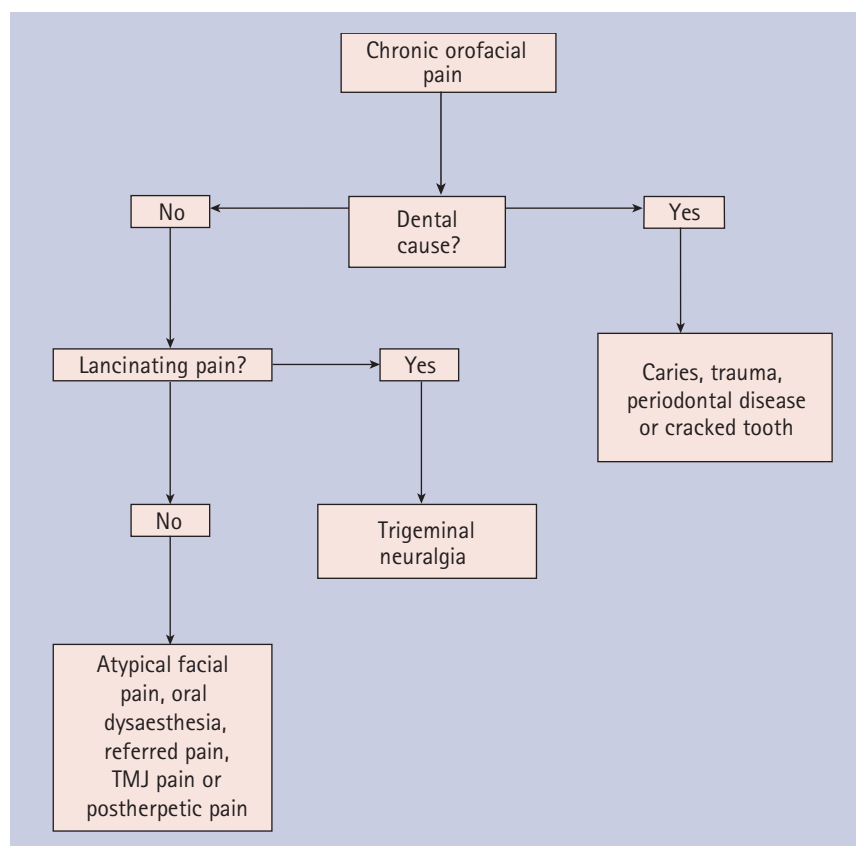 Chronic orofacial
pain
No
Dental
cause?
Yes
Lancinating pain?
Yes
Caries, trauma,
periodontal disease
or cracked tooth
No
Trigeminal
neuralgia
Atypical facial
pain, oral
dysaesthesia,
referred pain,
TMJ pain or
postherpetic pain